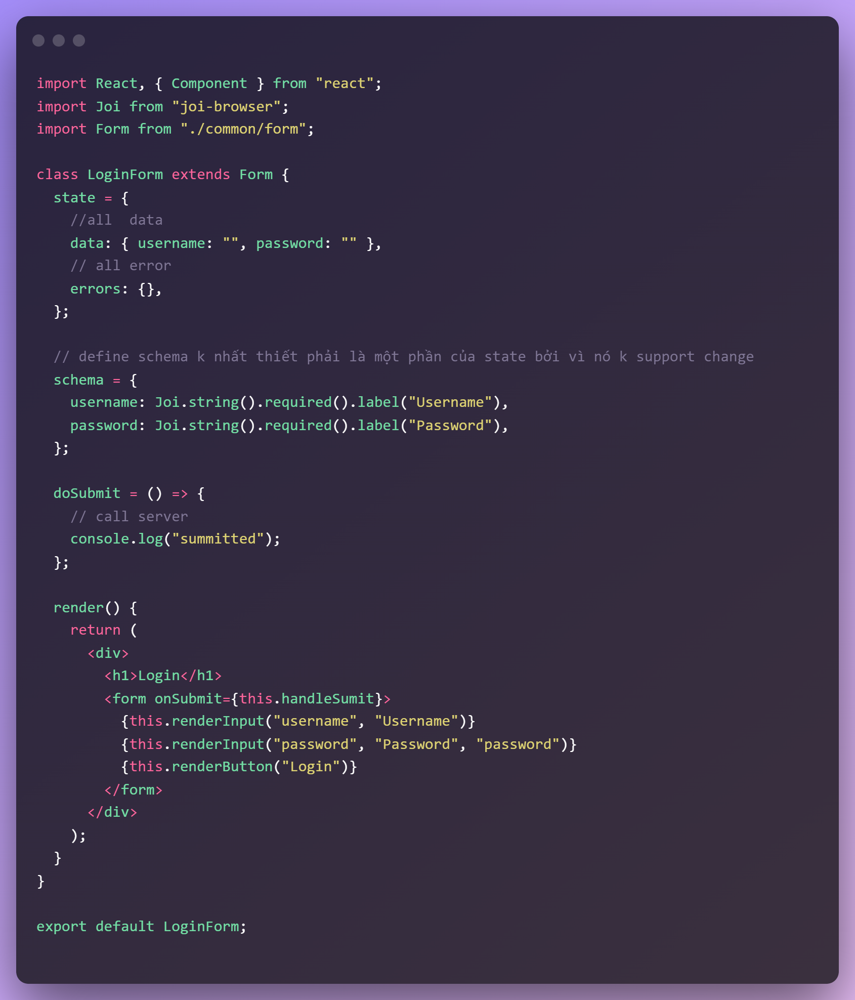 import React, { Component } from "react";
import Joi from "joi-browser";
import Form from "./common/form";

class LoginForm extends Form {
  state = {
    //all  data
    data: { username: "", password: "" },
    // all error
    errors: {},
  };

  // define schema k nhất thiết phải là một phần của state bởi vì nó k support change
  schema = {
    username: Joi.string().required().label("Username"),
    password: Joi.string().required().label("Password"),
  };

  doSubmit = () => {
    // call server
    console.log("summitted");
  };

  render() {
    return (
      <div>
        <h1>Login</h1>
        <form onSubmit={this.handleSumit}>
          {this.renderInput("username", "Username")}
          {this.renderInput("password", "Password", "password")}
          {this.renderButton("Login")}
        </form>
      </div>
    );
  }
}

export default LoginForm;